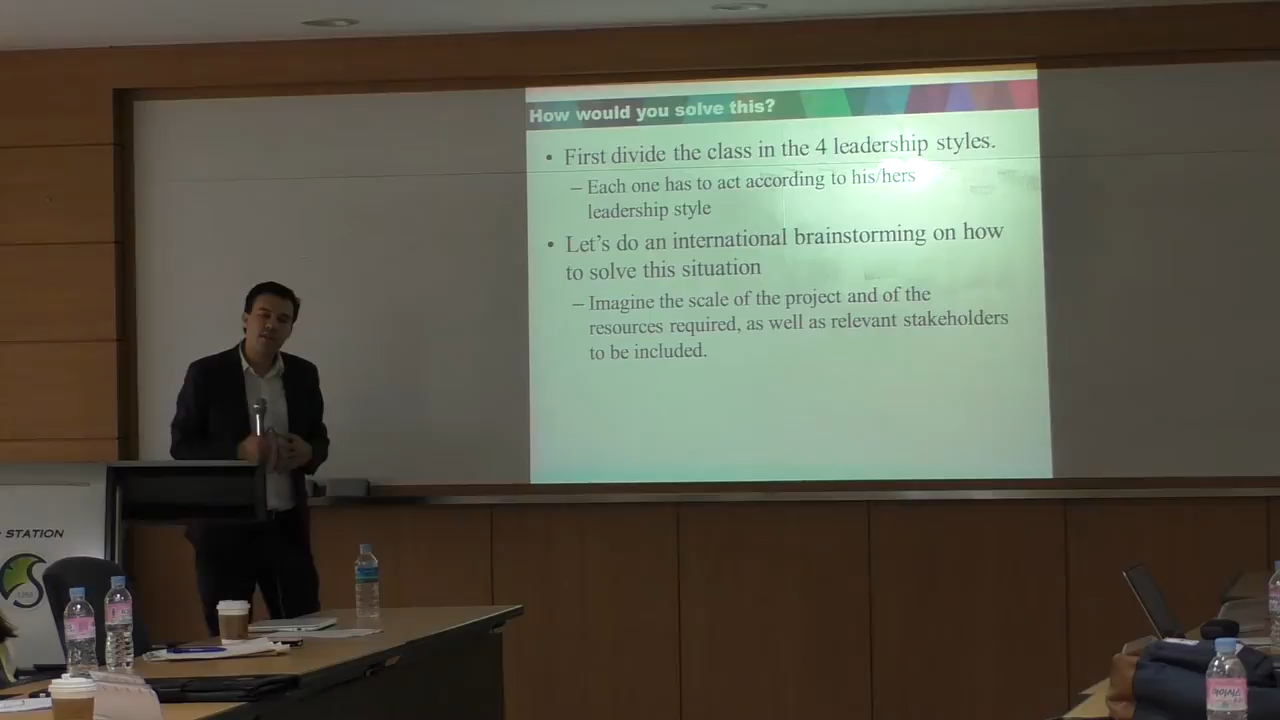 How would you solve this?
• First divide the class in the 4 leadership styles.
– Each one has to act according to his/hers
leadership style
• Let's do an international brainstorming on how
to solve this situation
– Imagine the scale of the project and of the
resources required, as well as relevant stakeholders
to be included.
STATION